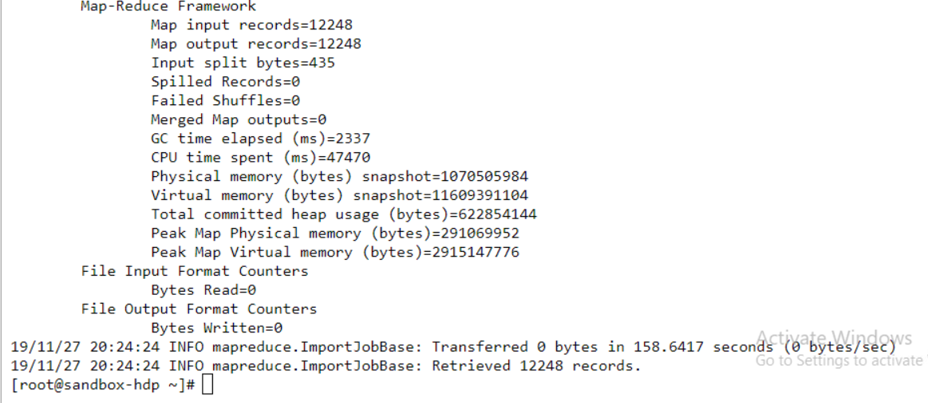 Map-Reduce Framework
Map input records=12248
Map output records=12248
Input split bytes=435
Spilled Records=0
Failed Shuffles=0
Merged Map outputs=0
GC time elapsed (ms)=2337
CPU time spent (ms)=47470
Physical memory (bytes) snapshot=1070505984
Virtual memory (bytes) snapshot=11609391104
Total committed heap usage (bytes)=622854144
Peak Map Physical memory (bytes)=291069952
Peak Map Virtual memory (bytes)=2915147776
File Input Format Counters
Bytes Read=0
File Output Format Counters
Bytes Written=0
19/11/27 20:24:24 INFO mapreduce.ImportJobBase: Transferred 0 bytes in 158.6417 seconds (0 bytes/sec)
19/11/27 20:24:24 INFO mapreduce.ImportJobBase: Retrieved 12248 records.
[root@sandbox-hdp ~]#
Activate Windows
Go to Settings to activate